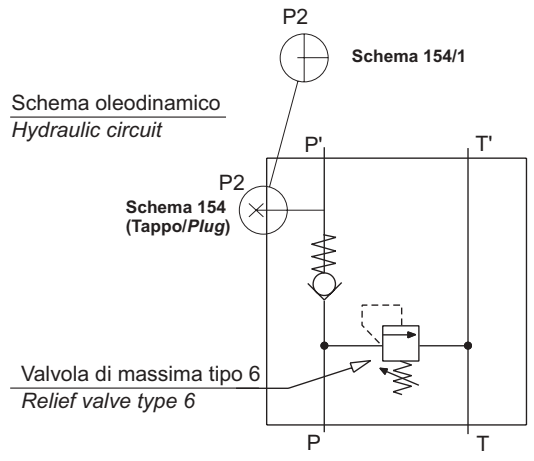 P2
Schema 154/1
Schema oleodinamico
Hydraulic circuit
P'
T'
P2
Schema 154
(Tappo/Plug)
Valvola di massima tipo 6
Relief valve type 6
P
T